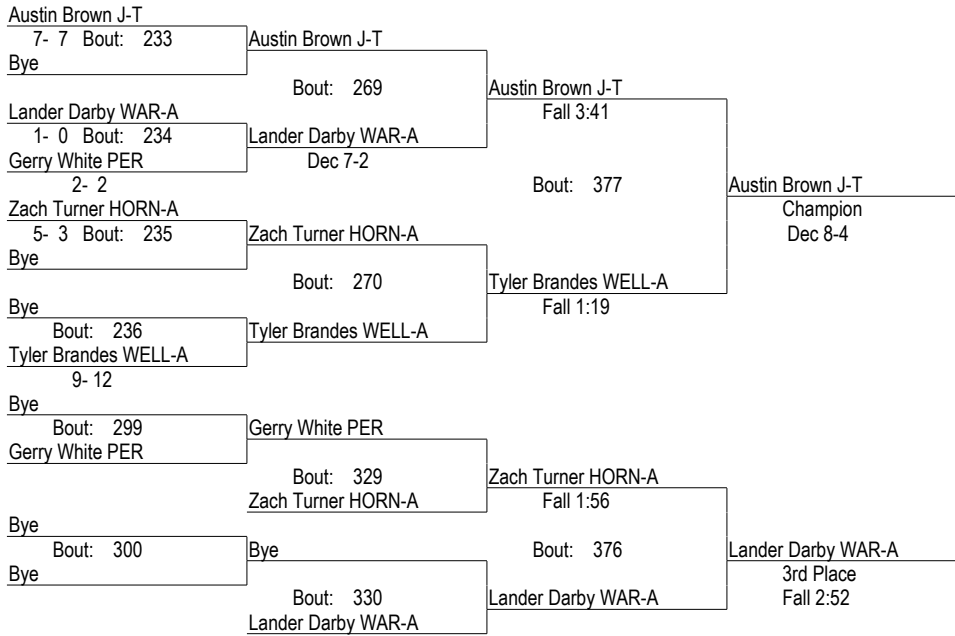 Austin Brown J-T
7- 7 Bout: 233
Austin Brown J-T
Bye
Bout: 269
Austin Brown J-T
Lander Darby WAR-A
Fall 3:41
1- 0 Bout: 234
Lander Darby WAR-A
Gerry White PER
Dec 7-2
2- 2
Bout: 377
Austin Brown J-T
Zach Turner HORN-A
Champion
5- 3 Bout: 235
Zach Turner HORN-A
Dec 8-4
Bye
Bout: 270
Tyler Brandes WELL-A
Bye
Fall 1:19
Bout: 236
Tyler Brandes WELL-A
Tyler Brandes WELL-A
9- 12
Bye
Bout: 299
Gerry White PER
Gerry White PER
Bout: 329
Zach Turner HORN-A
Zach Turner HORN-A
Fall 1:56
Bye
Bout: 300
Bye
Bout: 376
Lander Darby WAR-A
Bye
3rd Place
Bout: 330
Lander Darby WAR-A
Fall 2:52
Lander Darby WAR-A